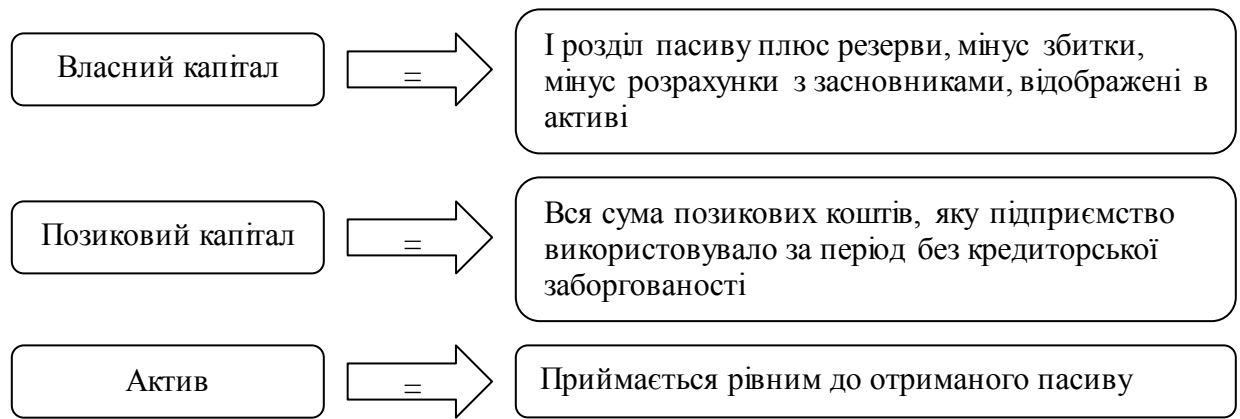 Власний капітал
=
І розділ пасиву плюс резерви, мінус збитки,
мінус розрахунки з засновниками, відображені в
активі
Позиковий капітал
=
Вся сума позикових коштів, яку підприємство
використовувало за період без кредиторської
заборгованості
Актив
=
Приймається рівним до отриманого пасиву